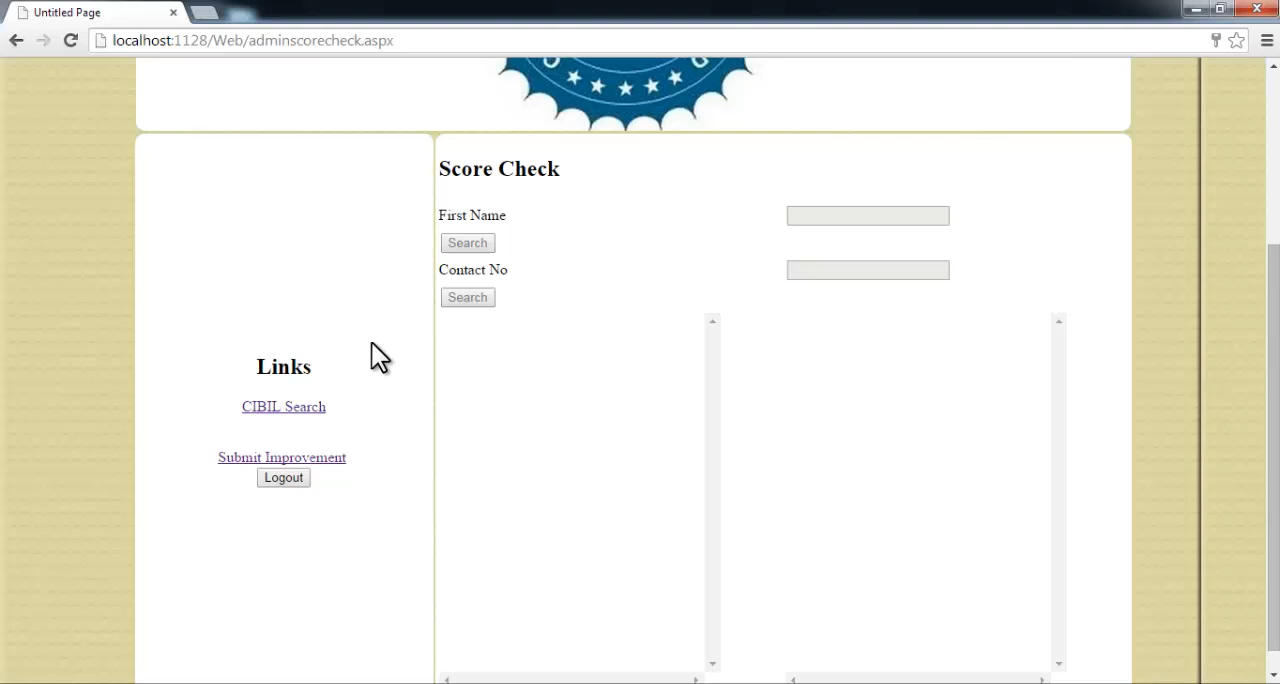 Untitled Page
localhost:1128/Web/adminscorecheck.aspx
Score Check
First Name
Search
Contact No
Search
Links
CIBIL Search
Submit Improvement
Logout